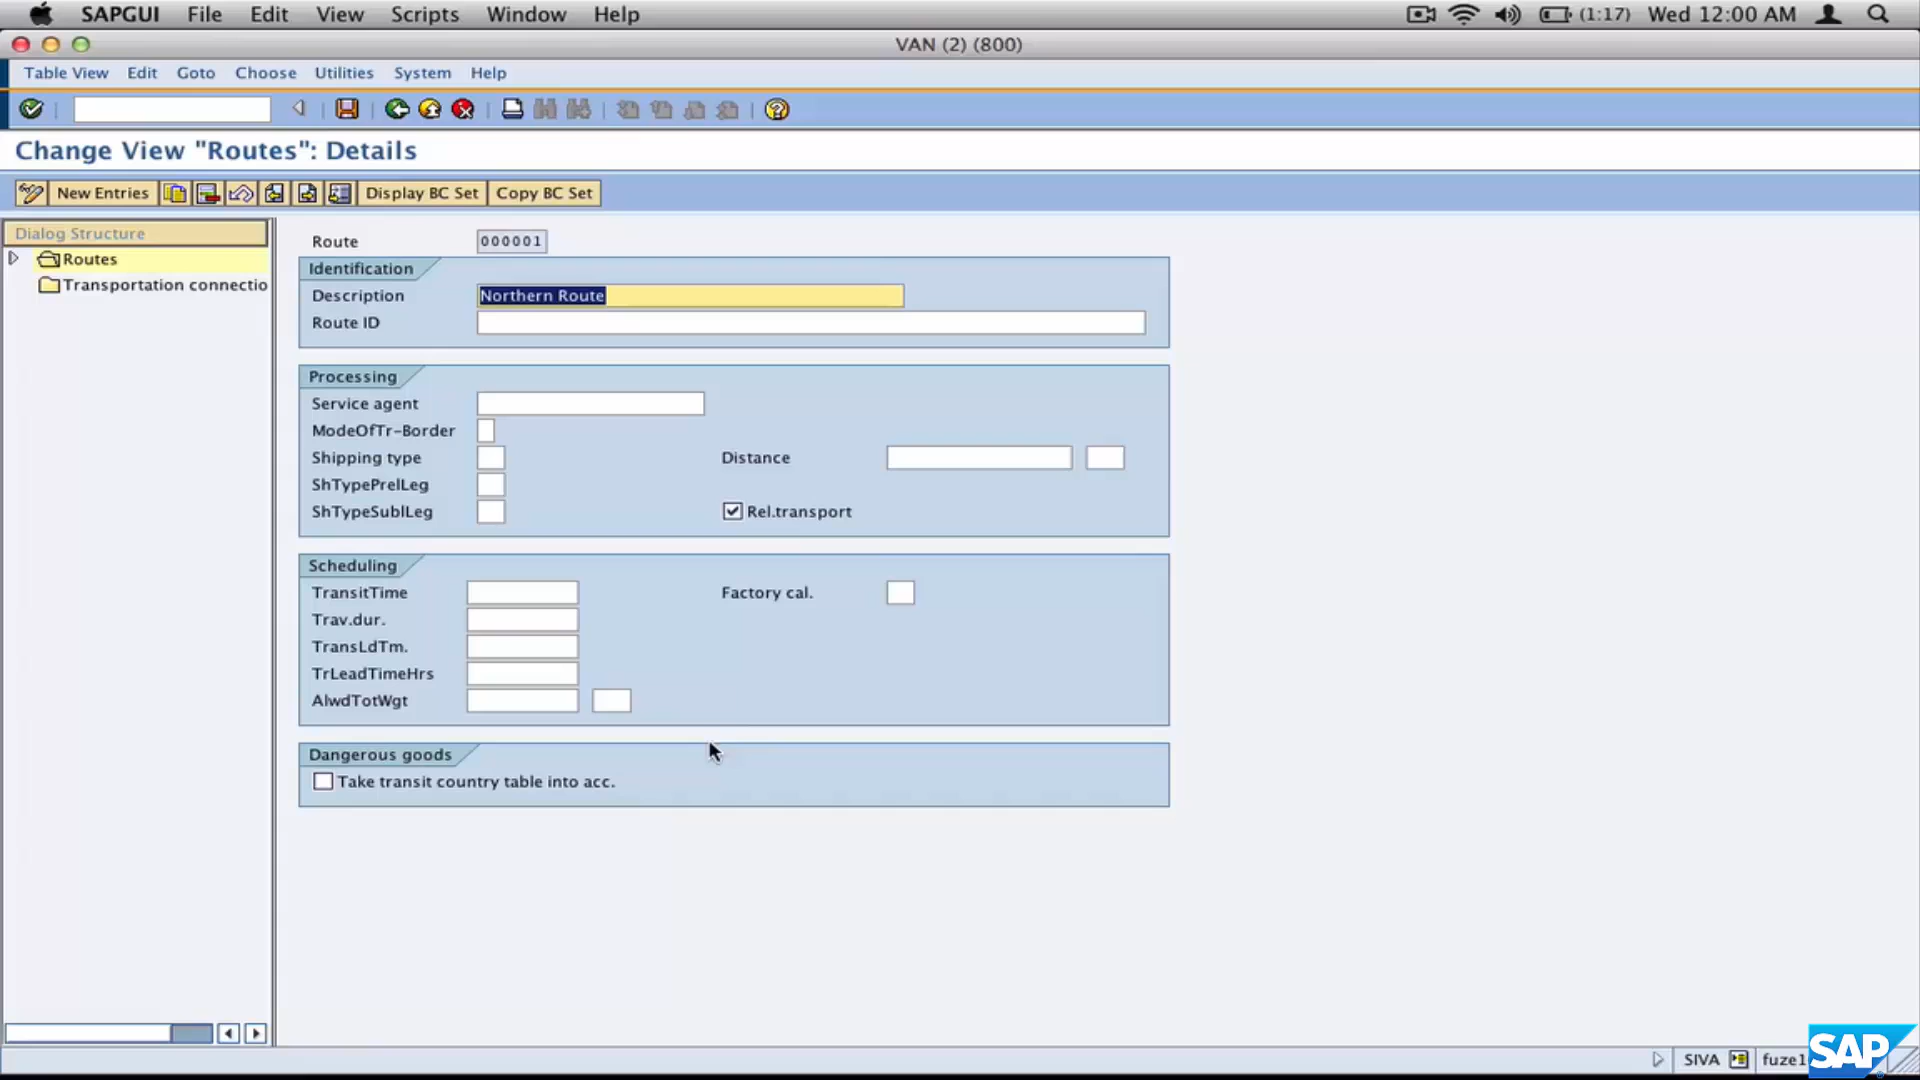 SAPGUI File Edit View Scripts Window Help (1:17) Wed 12:00 AM
VAN (2) (800)
Table View Edit Goto Choose Utilities System Help
Change View "Routes": Details
New Entries Display BC Set Copy BC Set
Dialog Structure
Routes
Transportation connectio
Route 000001
Identification
Description Northern Route
Route ID
Processing
Service agent
ModeOfTr-Border
Shipping type Distance
ShTypePrelLeg
ShTypeSublLeg Rel.transport
Scheduling
TransitTime Factory cal.
Trav.dur.
TransLdTm.
TrLeadTimeHrs
AlwdTotWgt
Dangerous goods
Take transit country table into acc.
SIVA fuze1
SAP